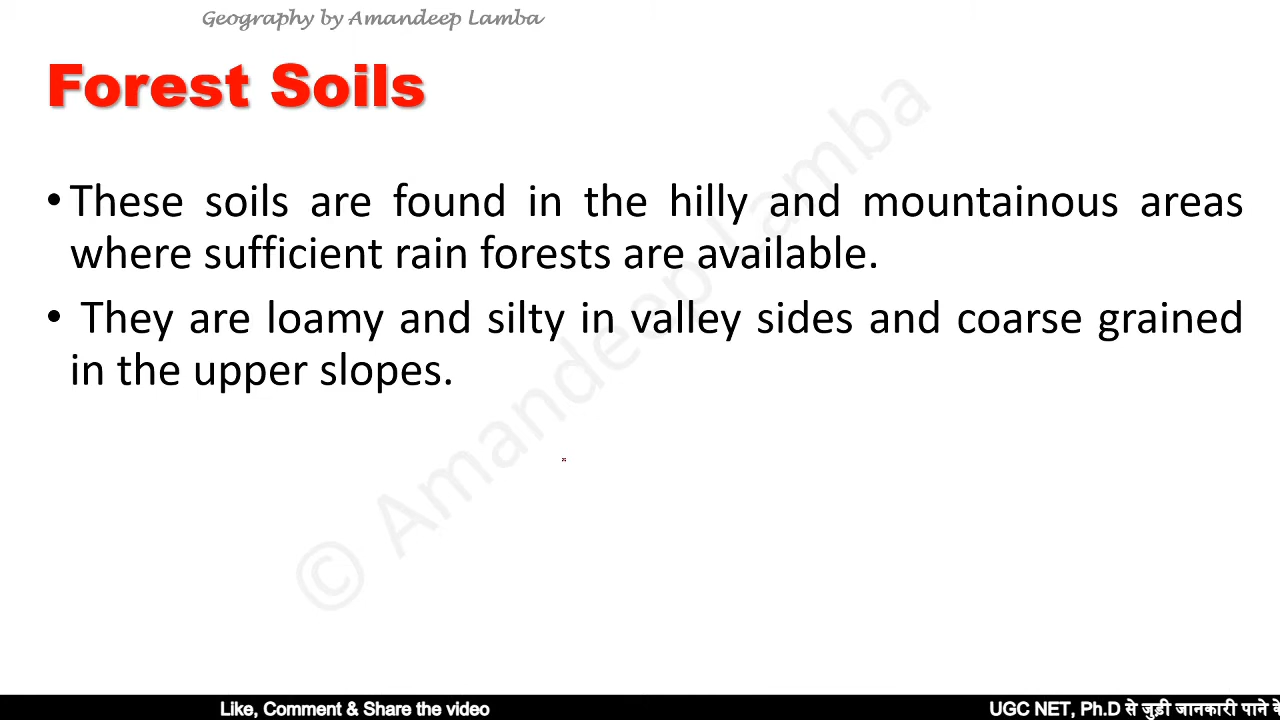 Geography by Amandeep Lamba
Forest Soils
• These soils are found in the hilly and mountainous areas
where sufficient rain forests are available.
• They are loamy and silty in valley sides and coarse grained
in the upper slopes.
© Amandeep Lamba
Like, Comment & Share the video
UGC NET, Ph.D से जुड़ी जानकारी पाने के